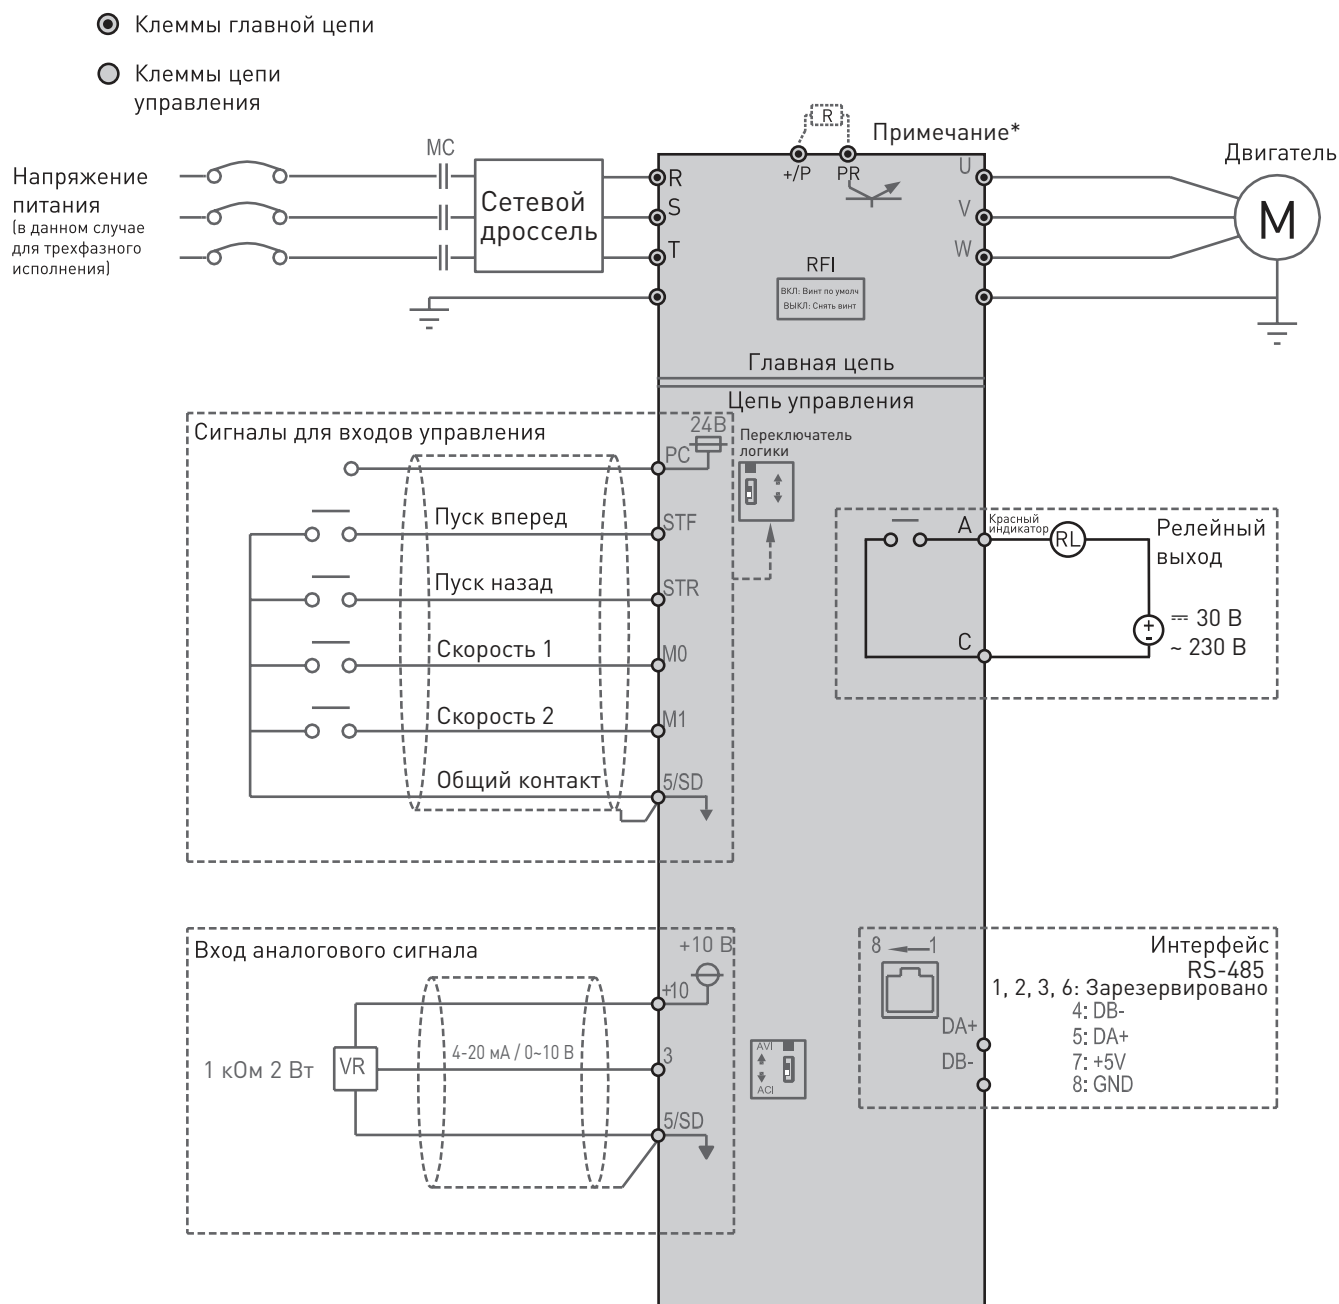 Клеммы главной цепи
Клеммы цепи
управления
Напряжение
питания
(в данном случае
для трехфазного
исполнения)
MC
Сетевой
дроссель
R
S
T
R
Примечание*
+/P
PR
U
V
W
Двигатель
M
RFI
ВКЛ: Винт по умолч
ВЫКЛ: Снять винт
Главная цепь
Цепь управления
Сигналы для входов управления
24В
Переключатель
логики
PC
Пуск вперед
STF
Пуск назад
STR
Скорость 1
M0
Скорость 2
M1
Общий контакт
5/SD
A
Красный
индикатор
RL
Релейный
выход
⎓ 30 В
~ 230 В
+
-
C
Вход аналогового сигнала
+10 В
+10
4-20 мА / 0~10 В
3
1 кОм 2 Вт
VR
5/SD
AVI
ACI
8
1
Интерфейс
RS-485
1, 2, 3, 6: Зарезервировано
4: DB-
5: DA+
7: +5V
8: GND
DA+
DB-